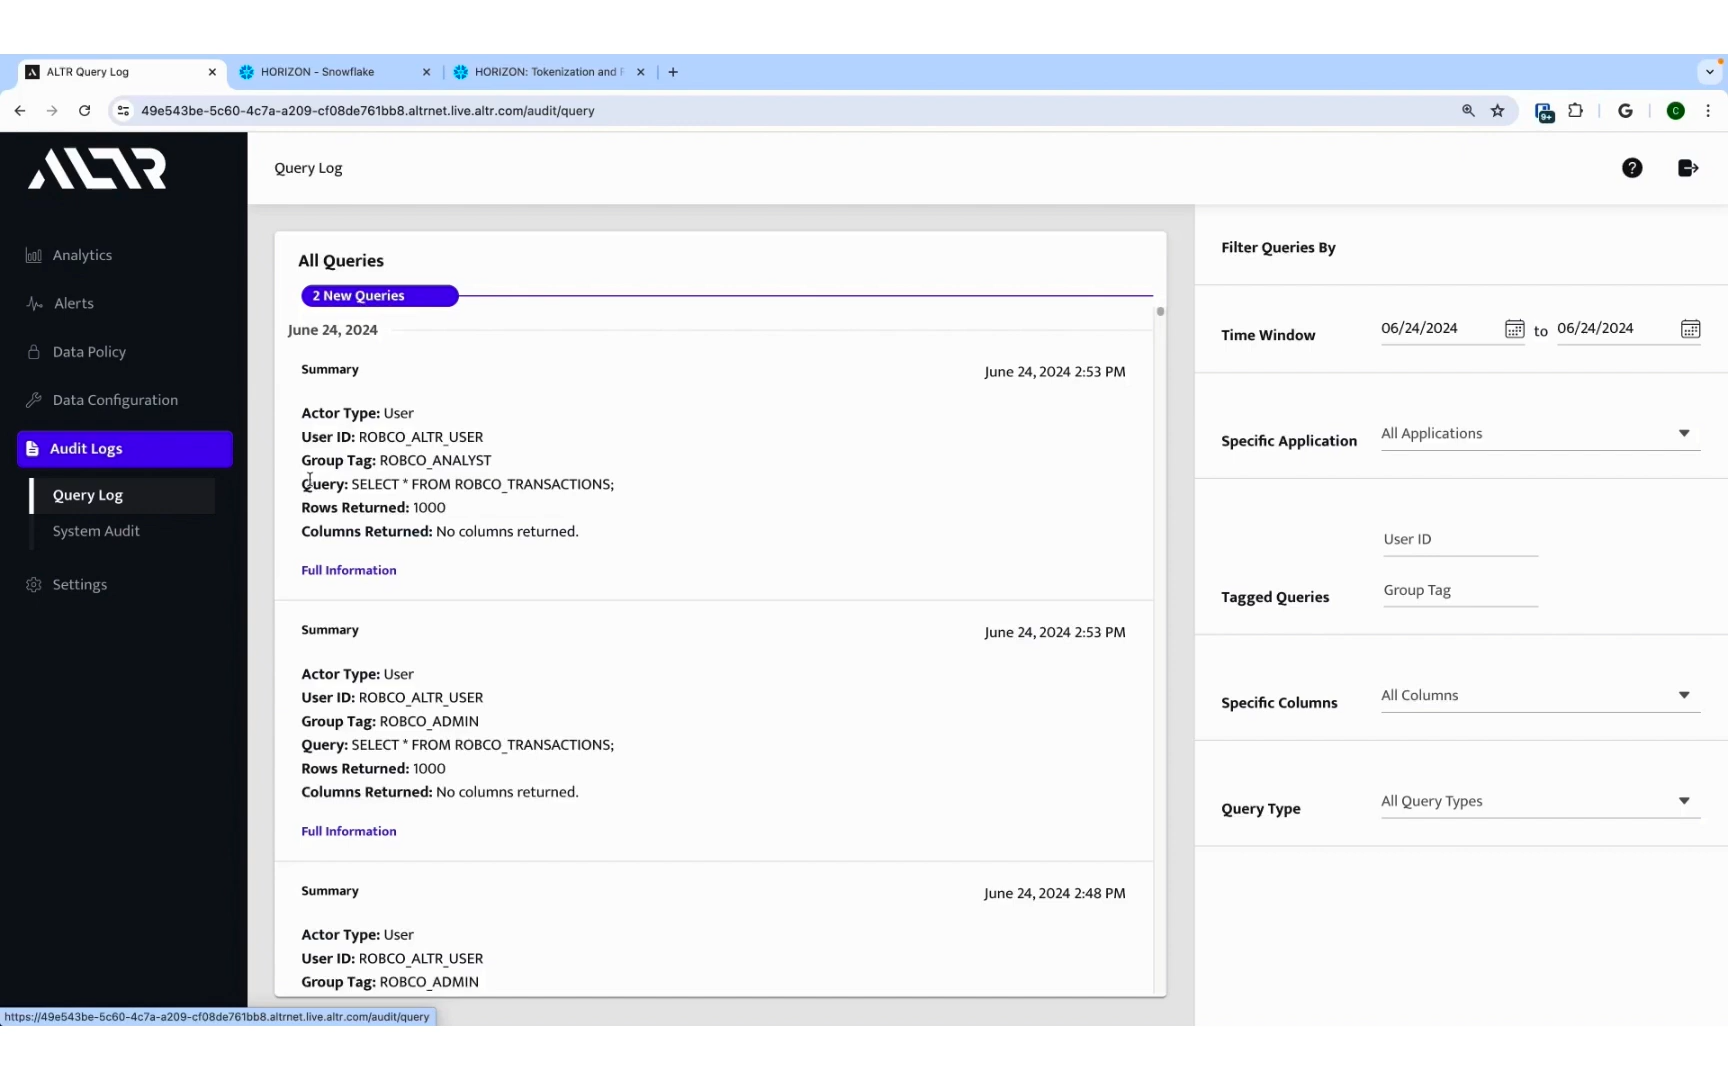 ALTR Query Log
HORIZON - Snowflake
HORIZON: Tokenization and
49e543be-5c60-4c7a-a209-cf08de761bb8.altrnet.live.altr.com/audit/query
9+
G
C
ALTR
Query Log
?
Analytics
Alerts
Data Policy
Data Configuration
Audit Logs
Query Log
System Audit
Settings
All Queries
2 New Queries
June 24, 2024
Summary
June 24, 2024 2:53 PM
Actor Type: User
User ID: ROBCO_ALTR_USER
Group Tag: ROBCO_ANALYST
Query: SELECT * FROM ROBCO_TRANSACTIONS;
Rows Returned: 1000
Columns Returned: No columns returned.
Full Information
Summary
June 24, 2024 2:53 PM
Actor Type: User
User ID: ROBCO_ALTR_USER
Group Tag: ROBCO_ADMIN
Query: SELECT * FROM ROBCO_TRANSACTIONS;
Rows Returned: 1000
Columns Returned: No columns returned.
Full Information
Summary
June 24, 2024 2:48 PM
Actor Type: User
User ID: ROBCO_ALTR_USER
Group Tag: ROBCO_ADMIN
Filter Queries By
Time Window
06/24/2024 to 06/24/2024
Specific Application
All Applications
User ID
Tagged Queries
Group Tag
Specific Columns
All Columns
Query Type
All Query Types
https://49e543be-5c60-4c7a-a209-cf08de761bb8.altrnet.live.altr.com/audit/query